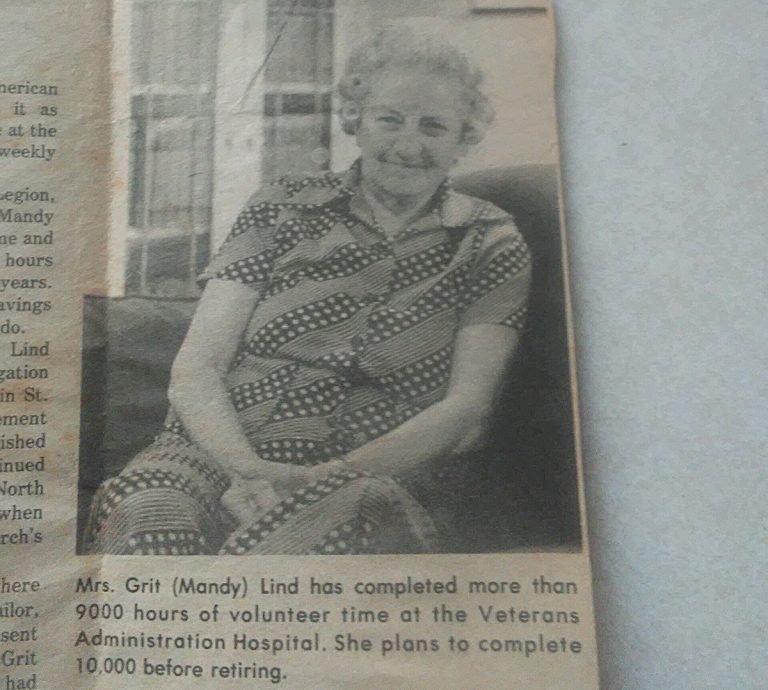 merican
it as
at the
weekly
Legion,
Mandy
me and
hours
years.
avings
do.
Lind
gation
in St.
ement
ished
inued
North
when
rch's
here
ailor,
sent
Grit
had
Mrs. Grit (Mandy) Lind has completed more than
9000 hours of volunteer time at the Veterans
Administration Hospital. She plans to complete
10,000 before retiring.